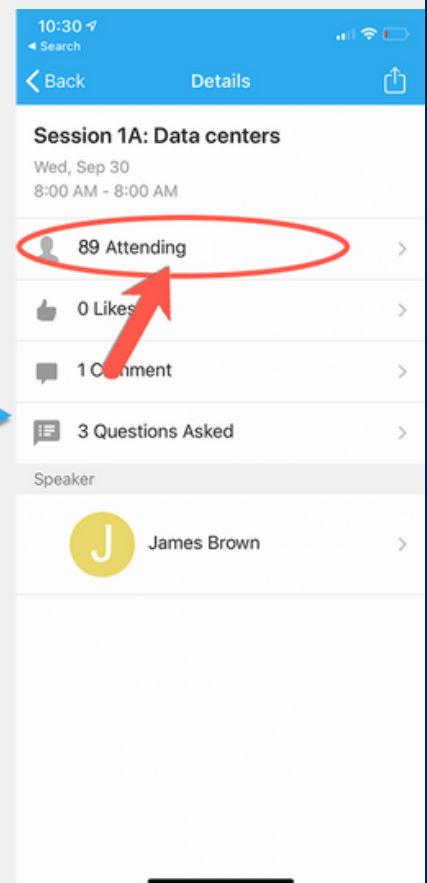 10:30
Search
Back
Details
Session 1A: Data centers
Wed, Sep 30
8:00 AM - 8:00 AM
89 Attending
0 Likes
1 Comment
3 Questions Asked
Speaker
J
James Brown